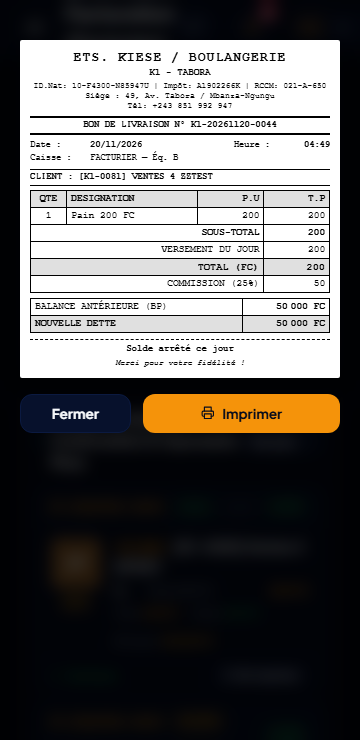 ETS. KIESE / BOULANGERIE
K1 - TABORA
ID.Nat: 10-F4300-N85947U | Impôt: A1902266K | RCCM: 021-A-650
Siège : 49, Av. Tabora / Mbanza-Ngungu
Tél: +243 851 992 947
BON DE LIVRAISON N° K1-20261120-0044
Date : 20/11/2026 Heure : 04:49
Caisse : FACTURIER — Éq. B
CLIENT : [K1-0081] VENTES 4 ZZTEST
QTE DESIGNATION P.U T.P
1 Pain 200 FC 200 200
SOUS-TOTAL 200
VERSEMENT DU JOUR 200
TOTAL (FC) 200
COMMISSION (25%) 50
BALANCE ANTÉRIEURE (BP) 50 000 FC
NOUVELLE DETTE 50 000 FC
Solde arrêté ce jour
Merci pour votre fidélité !
Fermer Imprimer